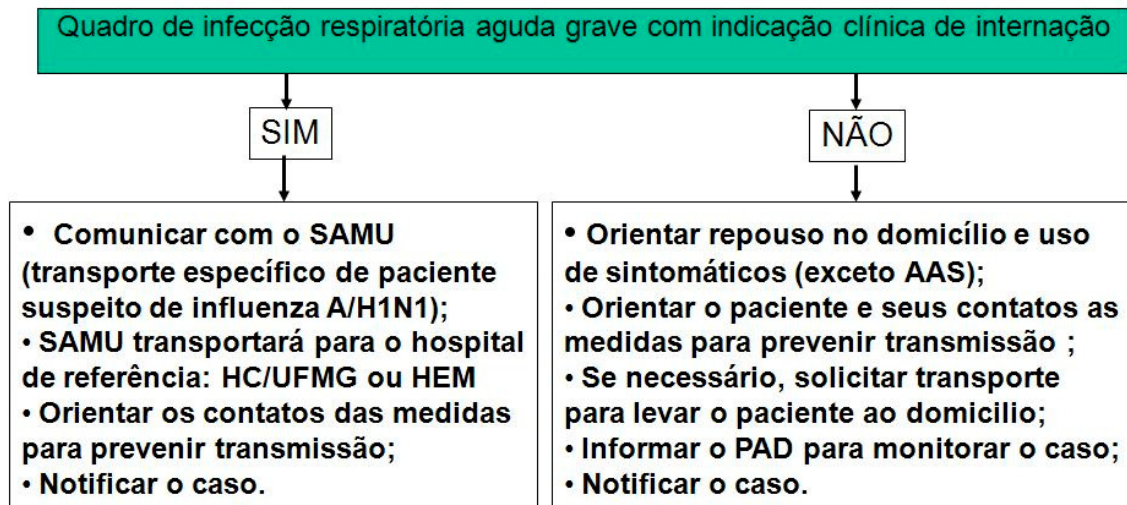 Quadro de infecção respiratória aguda grave com indicação clínica de internação
SIM
NÃO
• Comunicar com o SAMU
(transporte específico de paciente
suspeito de influenza A/H1N1);
• SAMU transportará para o hospital
de referência: HC/UFMG ou HEM
• Orientar os contatos das medidas
para prevenir transmissão;
• Notificar o caso.
• Orientar repouso no domicílio e uso
de sintomáticos (exceto AAS);
• Orientar o paciente e seus contatos as
medidas para prevenir transmissão ;
• Se necessário, solicitar transporte
para levar o paciente ao domicilio;
• Informar o PAD para monitorar o caso;
• Notificar o caso.